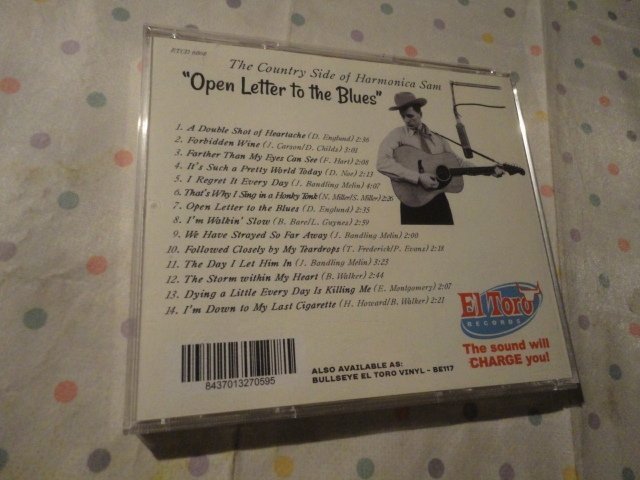 ETCD 6068
The Country Side of Harmonica Sam
"Open Letter to the Blues"
1. A Double Shot of Heartache (D. Englund) 2:36
2. Forbidden Wine (J. Carson/D. Childs) 3:01
3. Farther Than My Eyes Can See (F. Hart) 2:08
4. It's Such a Pretty World Today (D. Noe) 2:13
5. I Regret It Every Day (J. Bandling Melin) 4:07
6. That's Why I Sing in a Honky Tonk (N. Miller/S. Miller) 2:26
7. Open Letter to the Blues (D. Englund) 2:35
8. I'm Walkin' Slow (B. Bare/L. Guynes) 2:59
9. We Have Strayed So Far Away (J. Bandling Melin) 2:00
10. Followed Closely by My Teardrops (T. Frederick/P. Evans) 2:18
11. The Day I Let Him In (J. Bandling Melin) 3:23
12. The Storm within My Heart (B. Walker) 2:44
13. Dying a Little Every Day Is Killing Me (E. Montgomery) 2:07
14. I'm Down to My Last Cigarette (H. Howard/B. Walker) 2:21
El Toro
RECORDS
The sound will
CHARGE you!
8437013270595
ALSO AVAILABLE AS:
BULLSEYE EL TORO VINYL - BE117